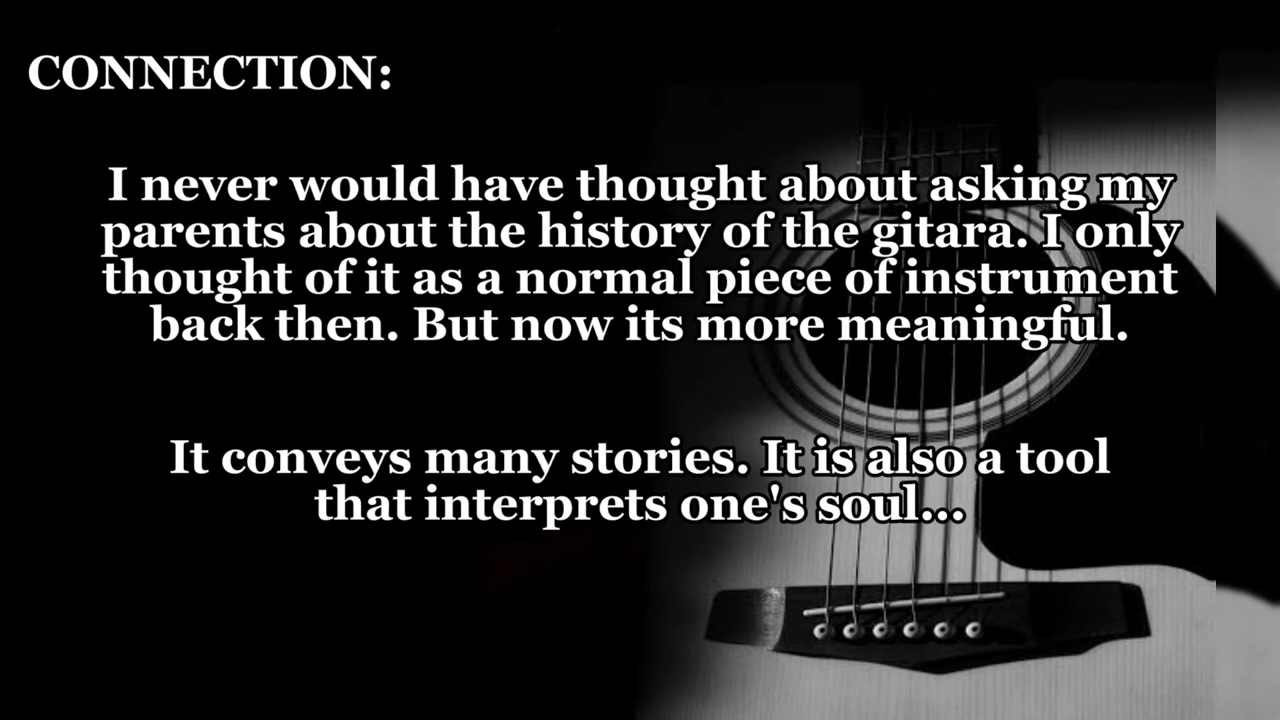 CONNECTION:
I never would have thought about asking my
parents about the history of the gitara. I only
thought of it as a normal piece of instrument
back then. But now its more meaningful.
It conveys many stories. It is also a tool
that interprets one's soul...